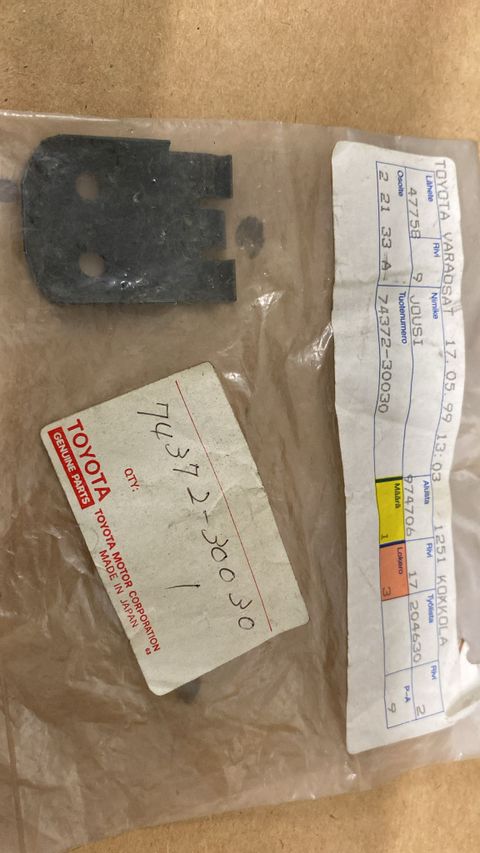 TOYOTA VARAOSAT 17.05.99 13:03 1251 KOKKOLA
Lähete Rivi Nimike Alusta Rivi Työlista Rivi
47758 9 JOUSI 974706 17 204630 2
Osoite Tuotenumero Määrä Lokero P-A
2 21 33 A 74372-30030 1 3 9
74372-30030
QTY: 1
TOYOTA TOYOTA MOTOR CORPORATION
GENUINE PARTS MADE IN JAPAN